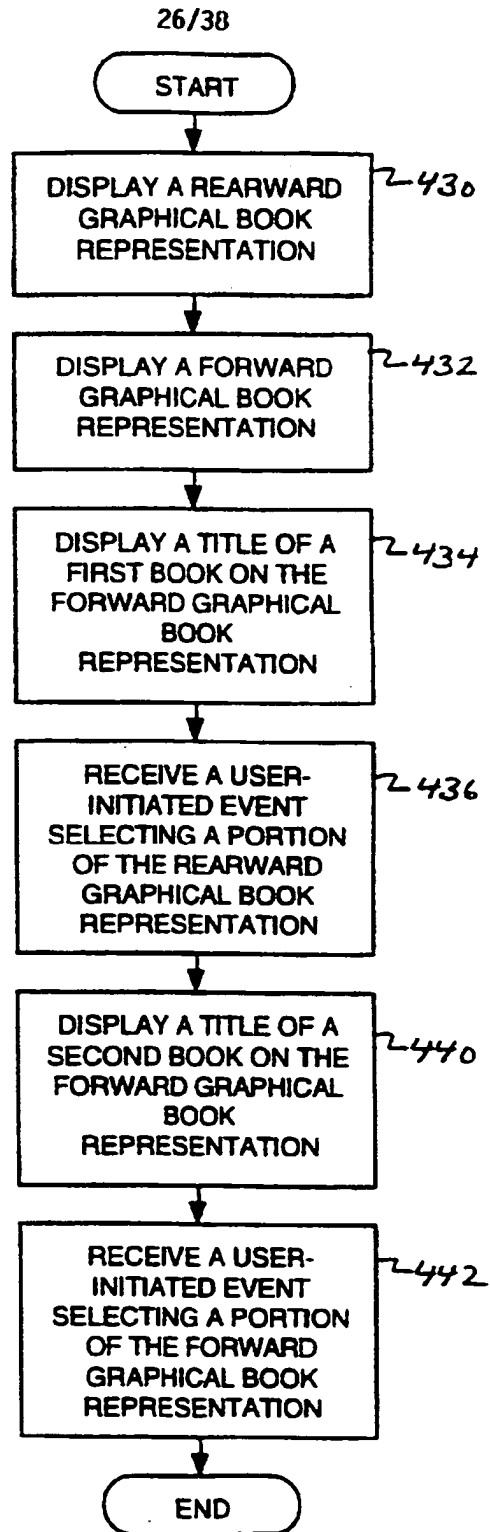 26/38
START
DISPLAY A REARWARD
GRAPHICAL BOOK
REPRESENTATION
430
DISPLAY A FORWARD
GRAPHICAL BOOK
REPRESENTATION
432
DISPLAY A TITLE OF A
FIRST BOOK ON THE
FORWARD GRAPHICAL
BOOK
REPRESENTATION
434
RECEIVE A USER-
INITIATED EVENT
SELECTING A PORTION
OF THE REARWARD
GRAPHICAL BOOK
REPRESENTATION
436
DISPLAY A TITLE OF A
SECOND BOOK ON THE
FORWARD GRAPHICAL
BOOK
REPRESENTATION
440
RECEIVE A USER-
INITIATED EVENT
SELECTING A PORTION
OF THE FORWARD
GRAPHICAL BOOK
REPRESENTATION
442
END